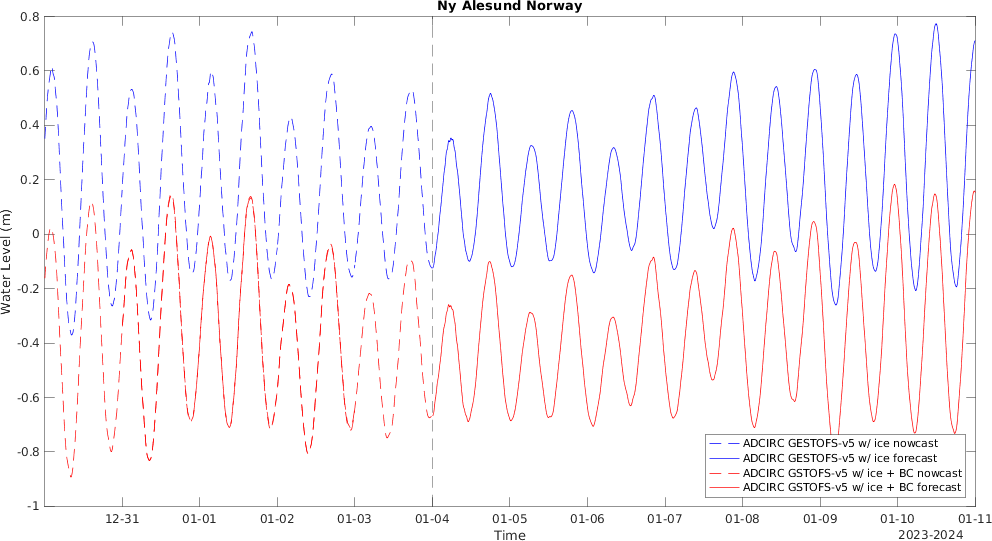 Ny Alesund Norway
0.8
0.6
0.4
0.2
0
-0.2
-0.4
-0.6
-0.8
-1
Water Level (m)
12-31 01-01 01-02 01-03 01-04 01-05 01-06 01-07 01-08 01-09 01-10 01-11
Time
2023-2024
ADCIRC GESTOFS-v5 w/ ice nowcast
ADCIRC GESTOFS-v5 w/ ice forecast
ADCIRC GSTOFS-v5 w/ ice + BC nowcast
ADCIRC GSTOFS-v5 w/ ice + BC forecast